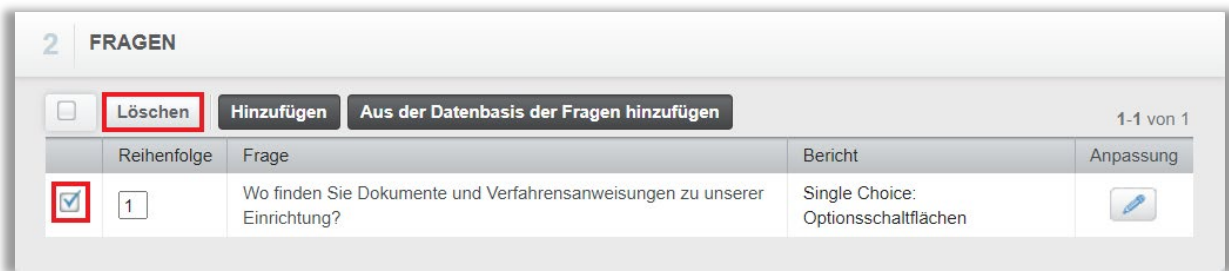 2 FRAGEN
Löschen Hinzufügen Aus der Datenbasis der Fragen hinzufügen 1-1 von 1
Reihenfolge Frage Bericht Anpassung
1 Wo finden Sie Dokumente und Verfahrensanweisungen zu unserer Single Choice:
Einrichtung? Optionsschaltflächen